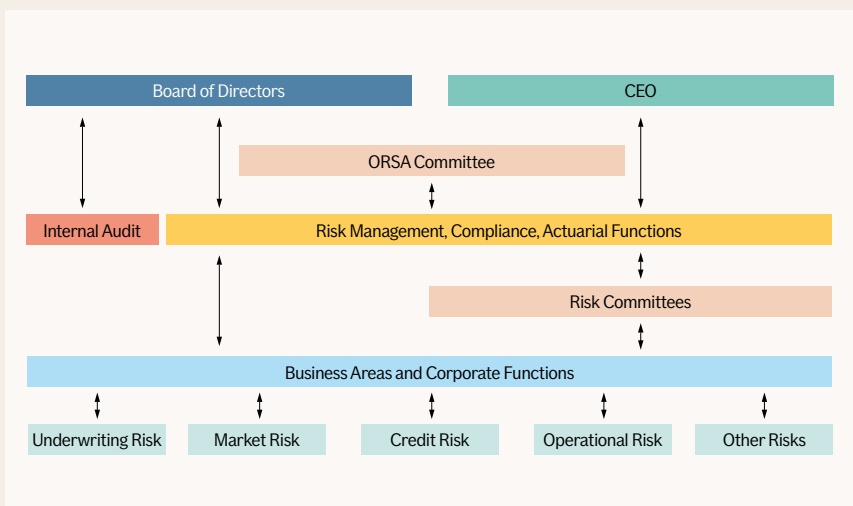 Board of Directors
CEO
ORSA Committee
Internal Audit
Risk Management, Compliance, Actuarial Functions
Risk Committees
Business Areas and Corporate Functions
Underwriting Risk
Market Risk
Credit Risk
Operational Risk
Other Risks